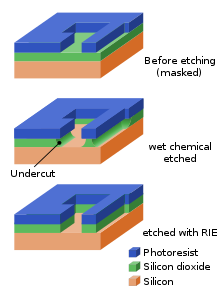 Before etching
(masked)
wet chemical
etched
Undercut
etched with RIE
Photoresist
Silicon dioxide
Silicon